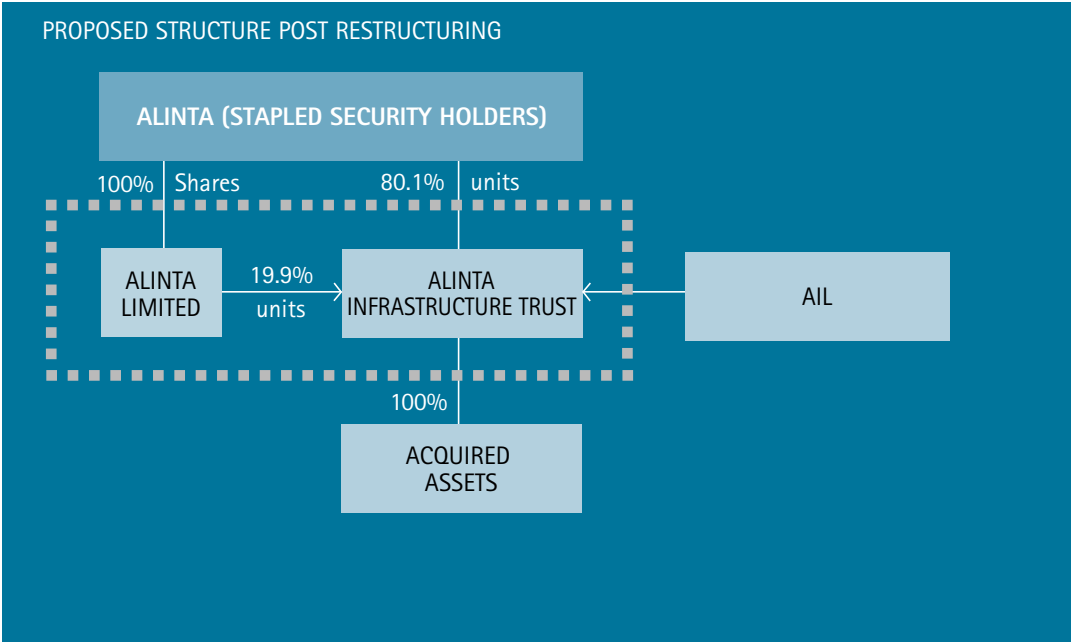 PROPOSED STRUCTURE POST RESTRUCTURING
ALINTA (STAPLED SECURITY HOLDERS)
100% Shares
80.1% units
ALINTA
LIMITED
19.9%
units
ALINTA
INFRASTRUCTURE TRUST
AIL
100%
ACQUIRED
ASSETS